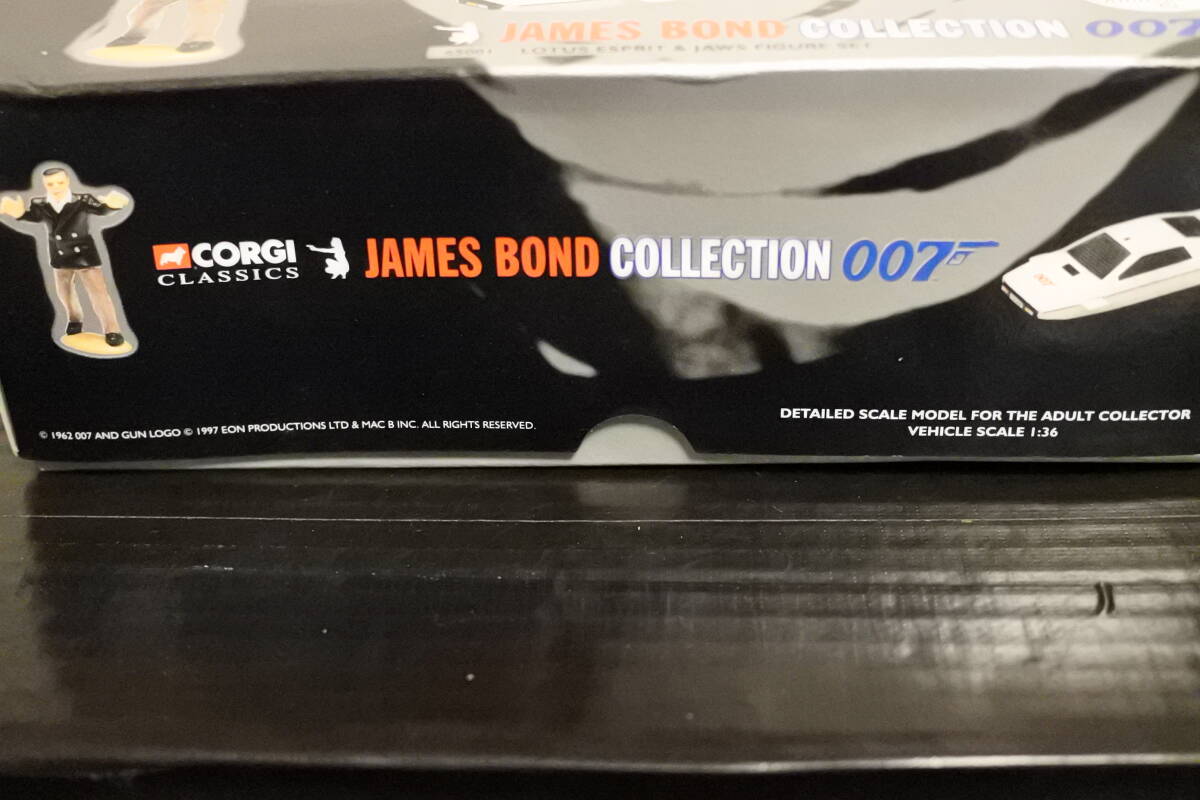 JAMES BOND COLLECTION 007
65001 LOTUS ESPRIT & JAWS FIGURE SET
CORGI
CLASSICS
JAMES BOND COLLECTION 007
007
© 1962 007 AND GUN LOGO © 1997 EON PRODUCTIONS LTD & MAC B INC. ALL RIGHTS RESERVED.
DETAILED SCALE MODEL FOR THE ADULT COLLECTOR
VEHICLE SCALE 1:36